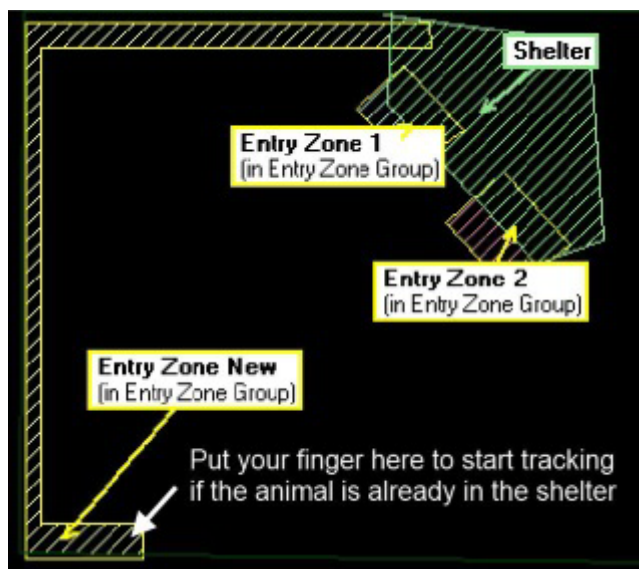 Shelter
Entry Zone 1
(in Entry Zone Group)
Entry Zone 2
(in Entry Zone Group)
Entry Zone New
(in Entry Zone Group)
Put your finger here to start tracking
if the animal is already in the shelter